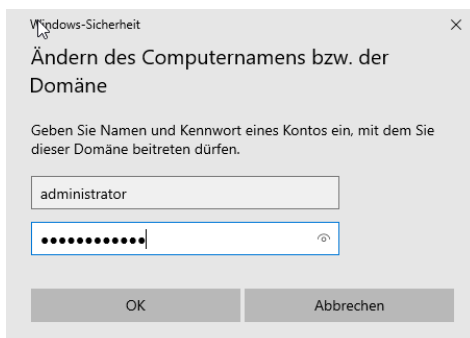 Windows-Sicherheit
Ändern des Computernamens bzw. der
Domäne
Geben Sie Namen und Kennwort eines Kontos ein, mit dem Sie
dieser Domäne beitreten dürfen.
administrator
●●●●●●●●●●●●
OK Abbrechen